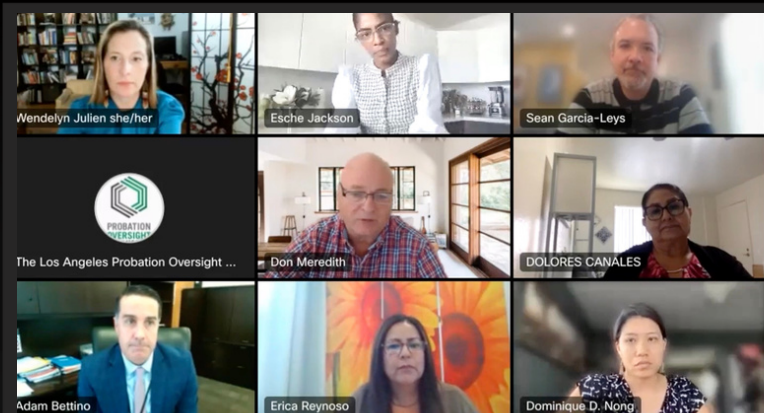 Wendelyn Julien she/her
Esche Jackson
Sean Garcia-Leys
PROBATION
OVERSIGHT
The Los Angeles Probation Oversight ...
Don Meredith
DOLORES CANALES
Adam Bettino
Erica Reynoso
Dominique D. Nong